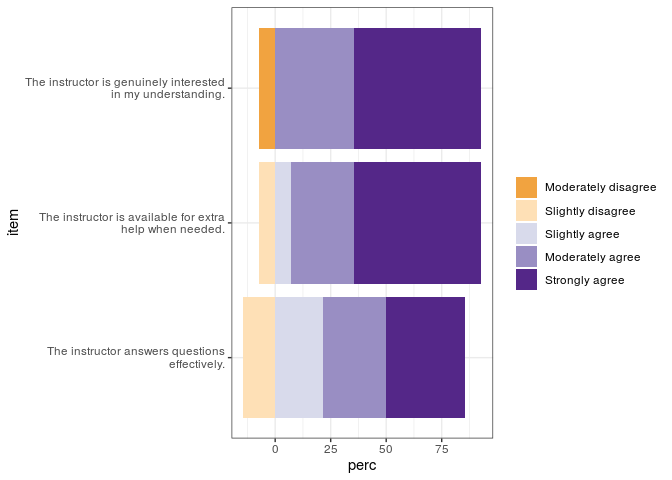 The instructor is genuinely interested
in my understanding.
The instructor is available for extra
help when needed.
The instructor answers questions
effectively.
item
0 25 50 75
perc
Moderately disagree
Slightly disagree
Slightly agree
Moderately agree
Strongly agree